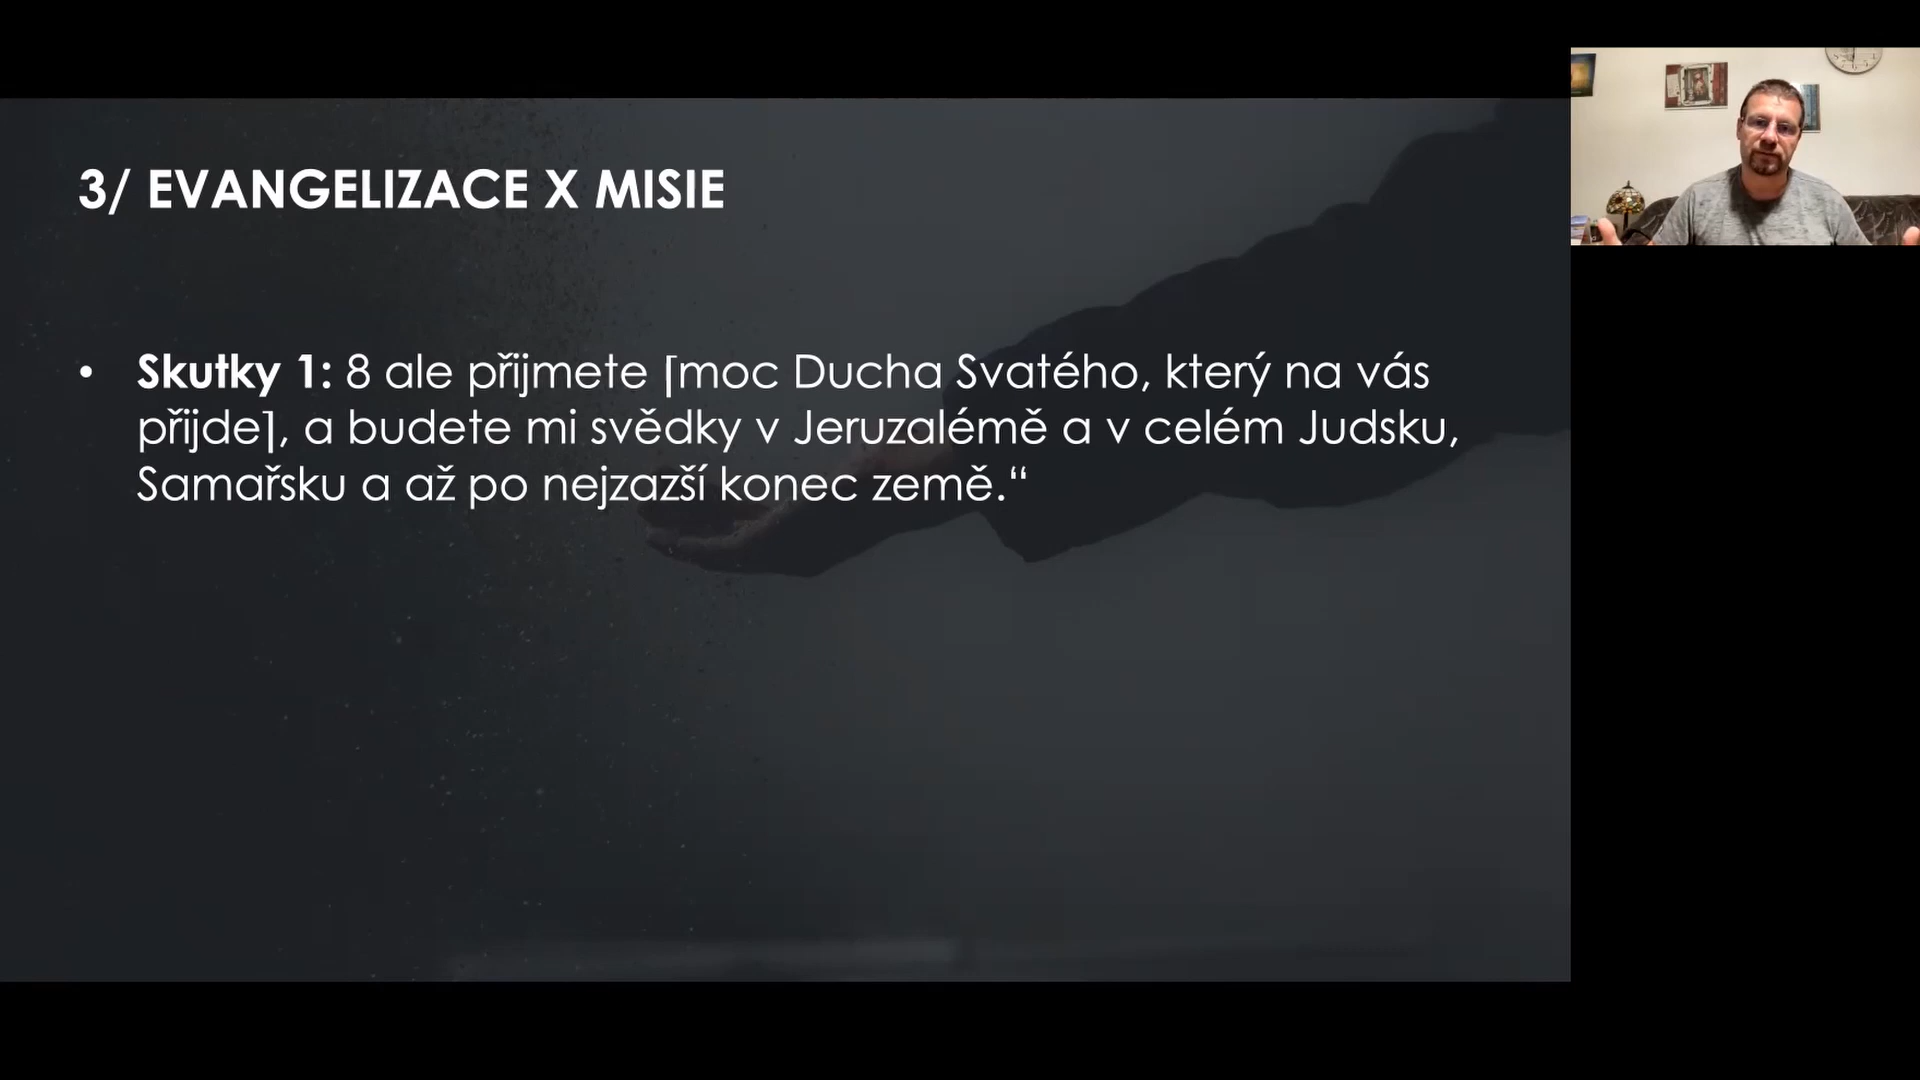 3/ EVANGELIZACE X MISIE
• Skutky 1: 8 ale přijmete ⌈moc Ducha Svatého, který na vás
přijde⌉, a budete mi svědky v Jeruzalémě a v celém Judsku,
Samařsku a až po nejzazší konec země.“